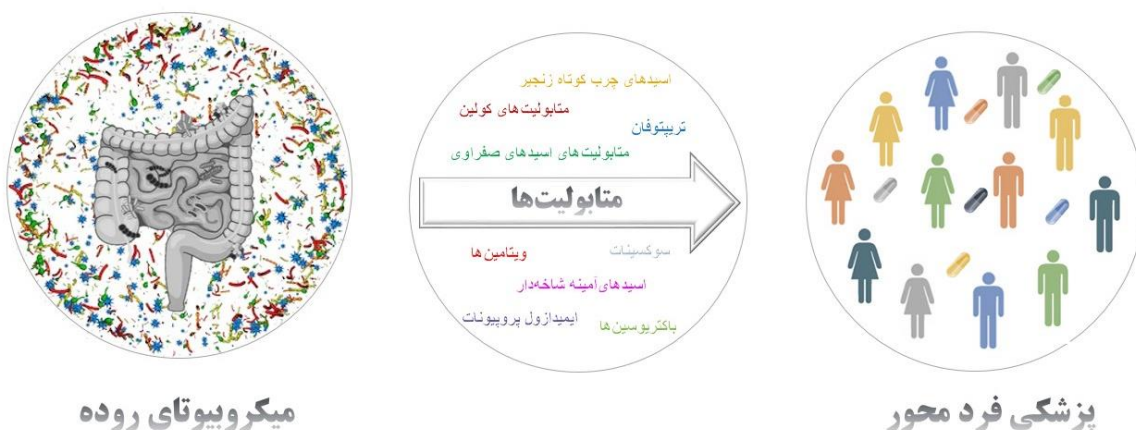 اسیدهای چرب کوتاه زنجیر
متابولیت‌های کولین
تریپتوفان
متابولیت‌های اسیدهای صفراوی
متابولیت‌ها
سوکسینات
ویتامین ها
اسیدهای آمینه شاخه‌دار
ایمیدازول پروپیونات
باکتریوسین ها
میکروبیوتای روده
پزشکی فرد محور